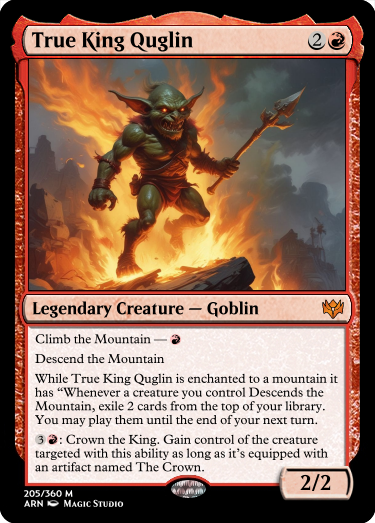 True King Quglin 2
Legendary Creature — Goblin
Climb the Mountain —
Descend the Mountain
While True King Quglin is enchanted to a mountain it
has “Whenever a creature you control Descends the
Mountain, exile 2 cards from the top of your library.
You may play them until the end of your next turn.
3 : Crown the King. Gain control of the creature
targeted with this ability as long as it’s equipped with
an artifact named The Crown.
2/2
205/360 M
ARN Magic Studio